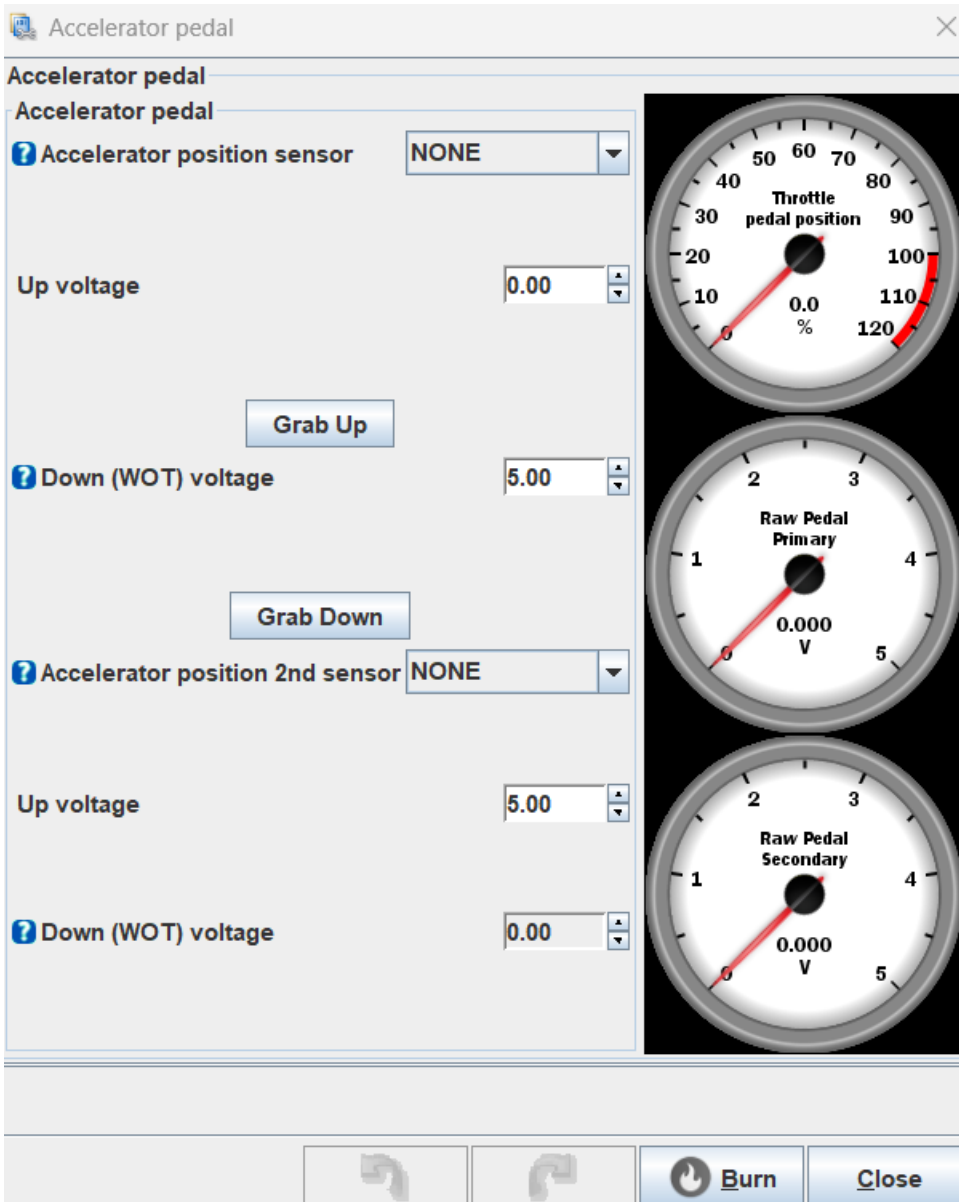 Accelerator pedal
Accelerator pedal
Accelerator pedal
? Accelerator position sensor NONE
Up voltage 0.00
Grab Up
? Down (WOT) voltage 5.00
Grab Down
? Accelerator position 2nd sensor NONE
Up voltage 5.00
? Down (WOT) voltage 0.00
0 10 20 30 40 50 60 70 80 90 100 110 120
Throttle
pedal position
0.0
%
0 1 2 3 4 5
Raw Pedal
Primary
0.000
V
0 1 2 3 4 5
Raw Pedal
Secondary
0.000
V
Burn
Close